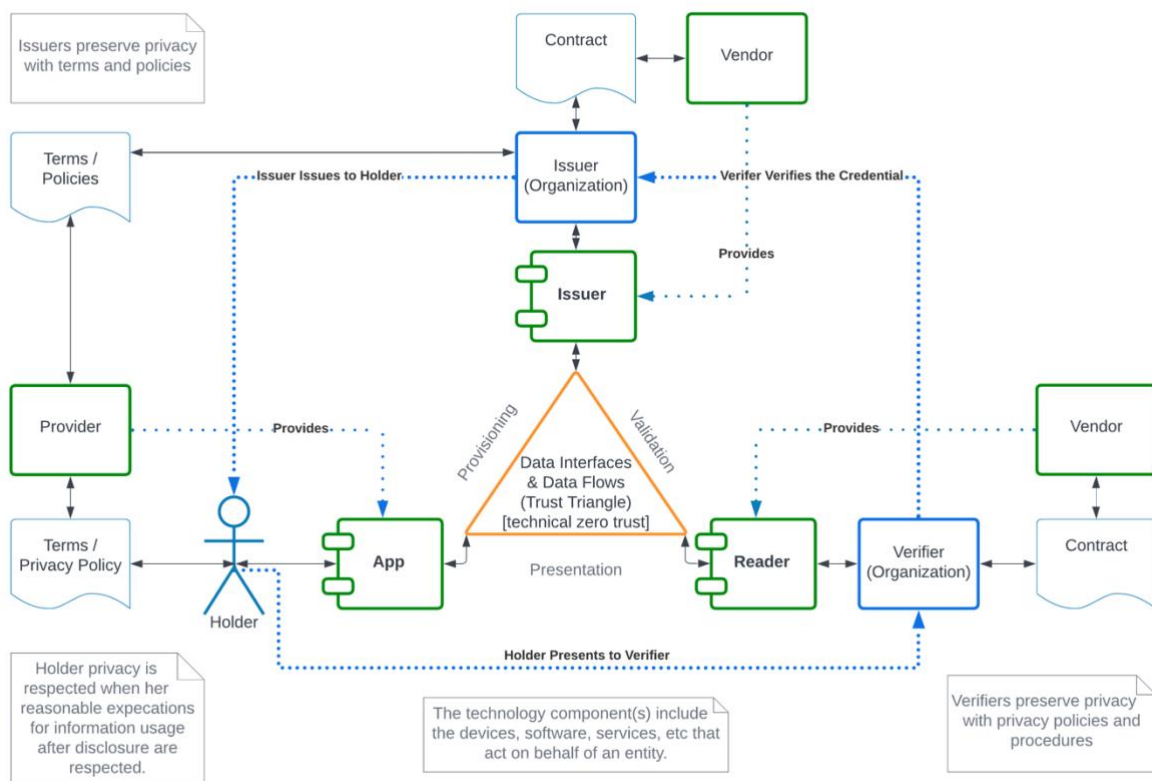 Issuers preserve privacy
with terms and policies
Contract
Vendor
Terms /
Policies
Issuer
(Organization)
Issuer Issues to Holder
Verifer Verifies the Credential
Provides
Issuer
Provider
Provides
Provisioning
Validation
Data Interfaces
& Data Flows
(Trust Triangle)
[technical zero trust]
Provides
Vendor
Terms /
Privacy Policy
Holder
App
Presentation
Reader
Verifier
(Organization)
Contract
Holder Presents to Verifier
Holder privacy is
respected when her
reasonable expecations
for information usage
after disclosure are
respected.
The technology component(s) include
the devices, software, services, etc that
act on behalf of an entity.
Verifiers preserve privacy
with privacy policies and
procedures